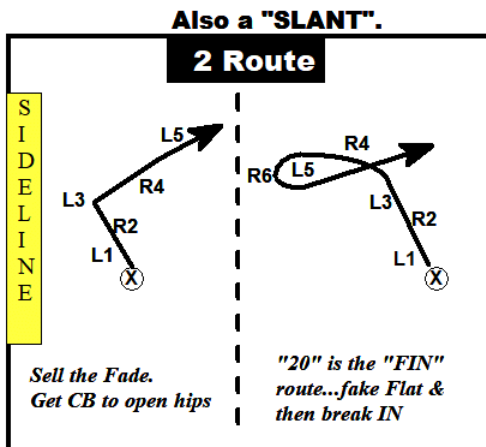 Also a "SLANT".
2 Route
SIDELINE
L5
R4
L3
R2
L1
X
Sell the Fade.
Get CB to open hips
R4
L5
R6
L3
R2
L1
X
"20" is the "FIN"
route...fake Flat &
then break IN